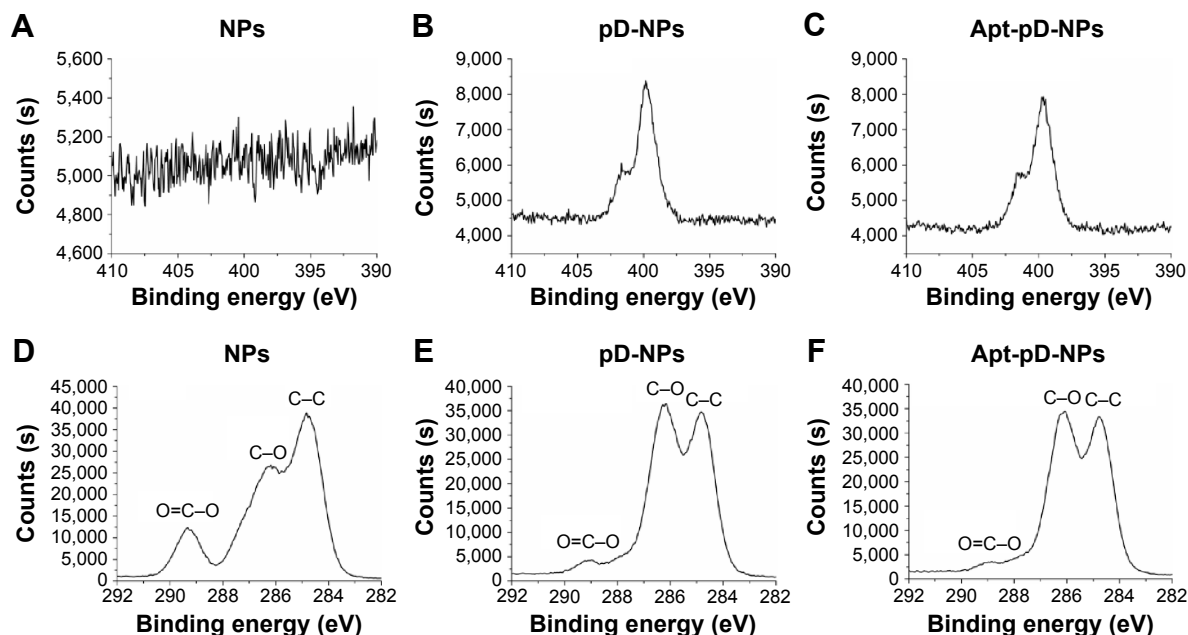 A
NPs
Counts (s)
5,600
5,400
5,200
5,000
4,800
4,600
410
405
400
395
390
Binding energy (eV)
B
pD-NPs
Counts (s)
9,000
8,000
7,000
6,000
5,000
4,000
410
405
400
395
390
Binding energy (eV)
C
Apt-pD-NPs
Counts (s)
9,000
8,000
7,000
6,000
5,000
4,000
410
405
400
395
390
Binding energy (eV)
D
NPs
Counts (s)
45,000
40,000
35,000
30,000
25,000
20,000
15,000
10,000
5,000
0
O=C–O
C–O
C–C
292
290
288
286
284
282
Binding energy (eV)
E
pD-NPs
Counts (s)
40,000
35,000
30,000
25,000
20,000
15,000
10,000
5,000
0
O=C–O
C–O
C–C
292
290
288
286
284
282
Binding energy (eV)
F
Apt-pD-NPs
Counts (s)
40,000
35,000
30,000
25,000
20,000
15,000
10,000
5,000
0
O=C–O
C–O
C–C
292
290
288
286
284
282
Binding energy (eV)